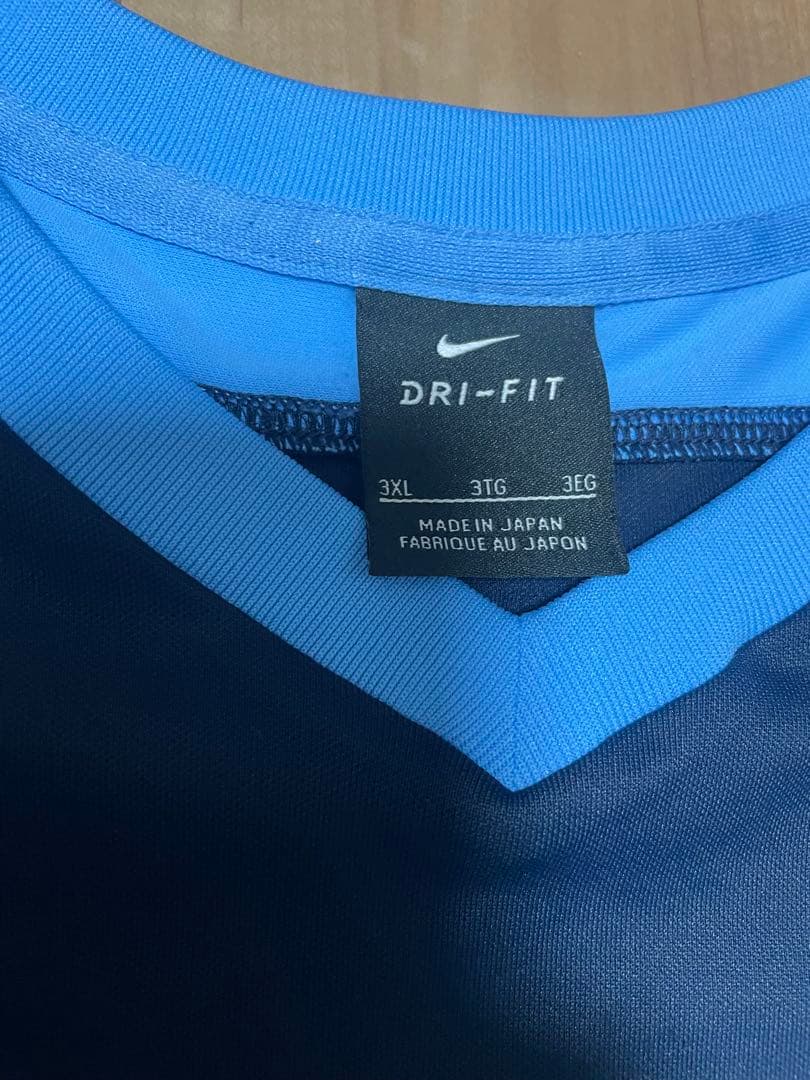 DRI-FIT
3XL 3TG 3EG
MADE IN JAPAN
FABRIQUE AU JAPON